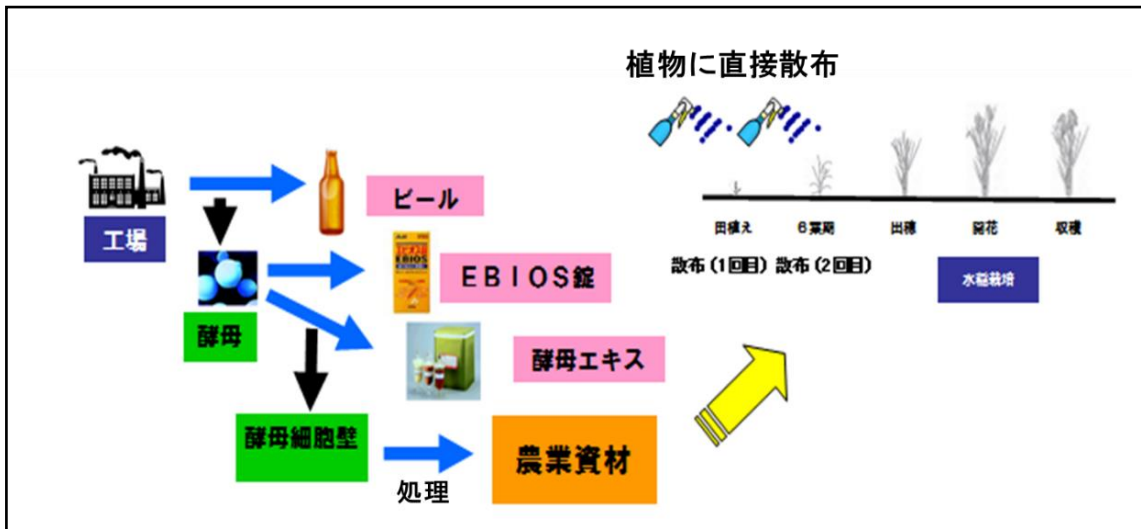 植物に直接散布
工場
ビール
EBIOS
EBIOS錠
酵母
酵母エキス
酵母細胞壁
処理
農業資材
田植え
6葉期
出穂
開花
収穫
散布(1回目)
散布(2回目)
水稲栽培